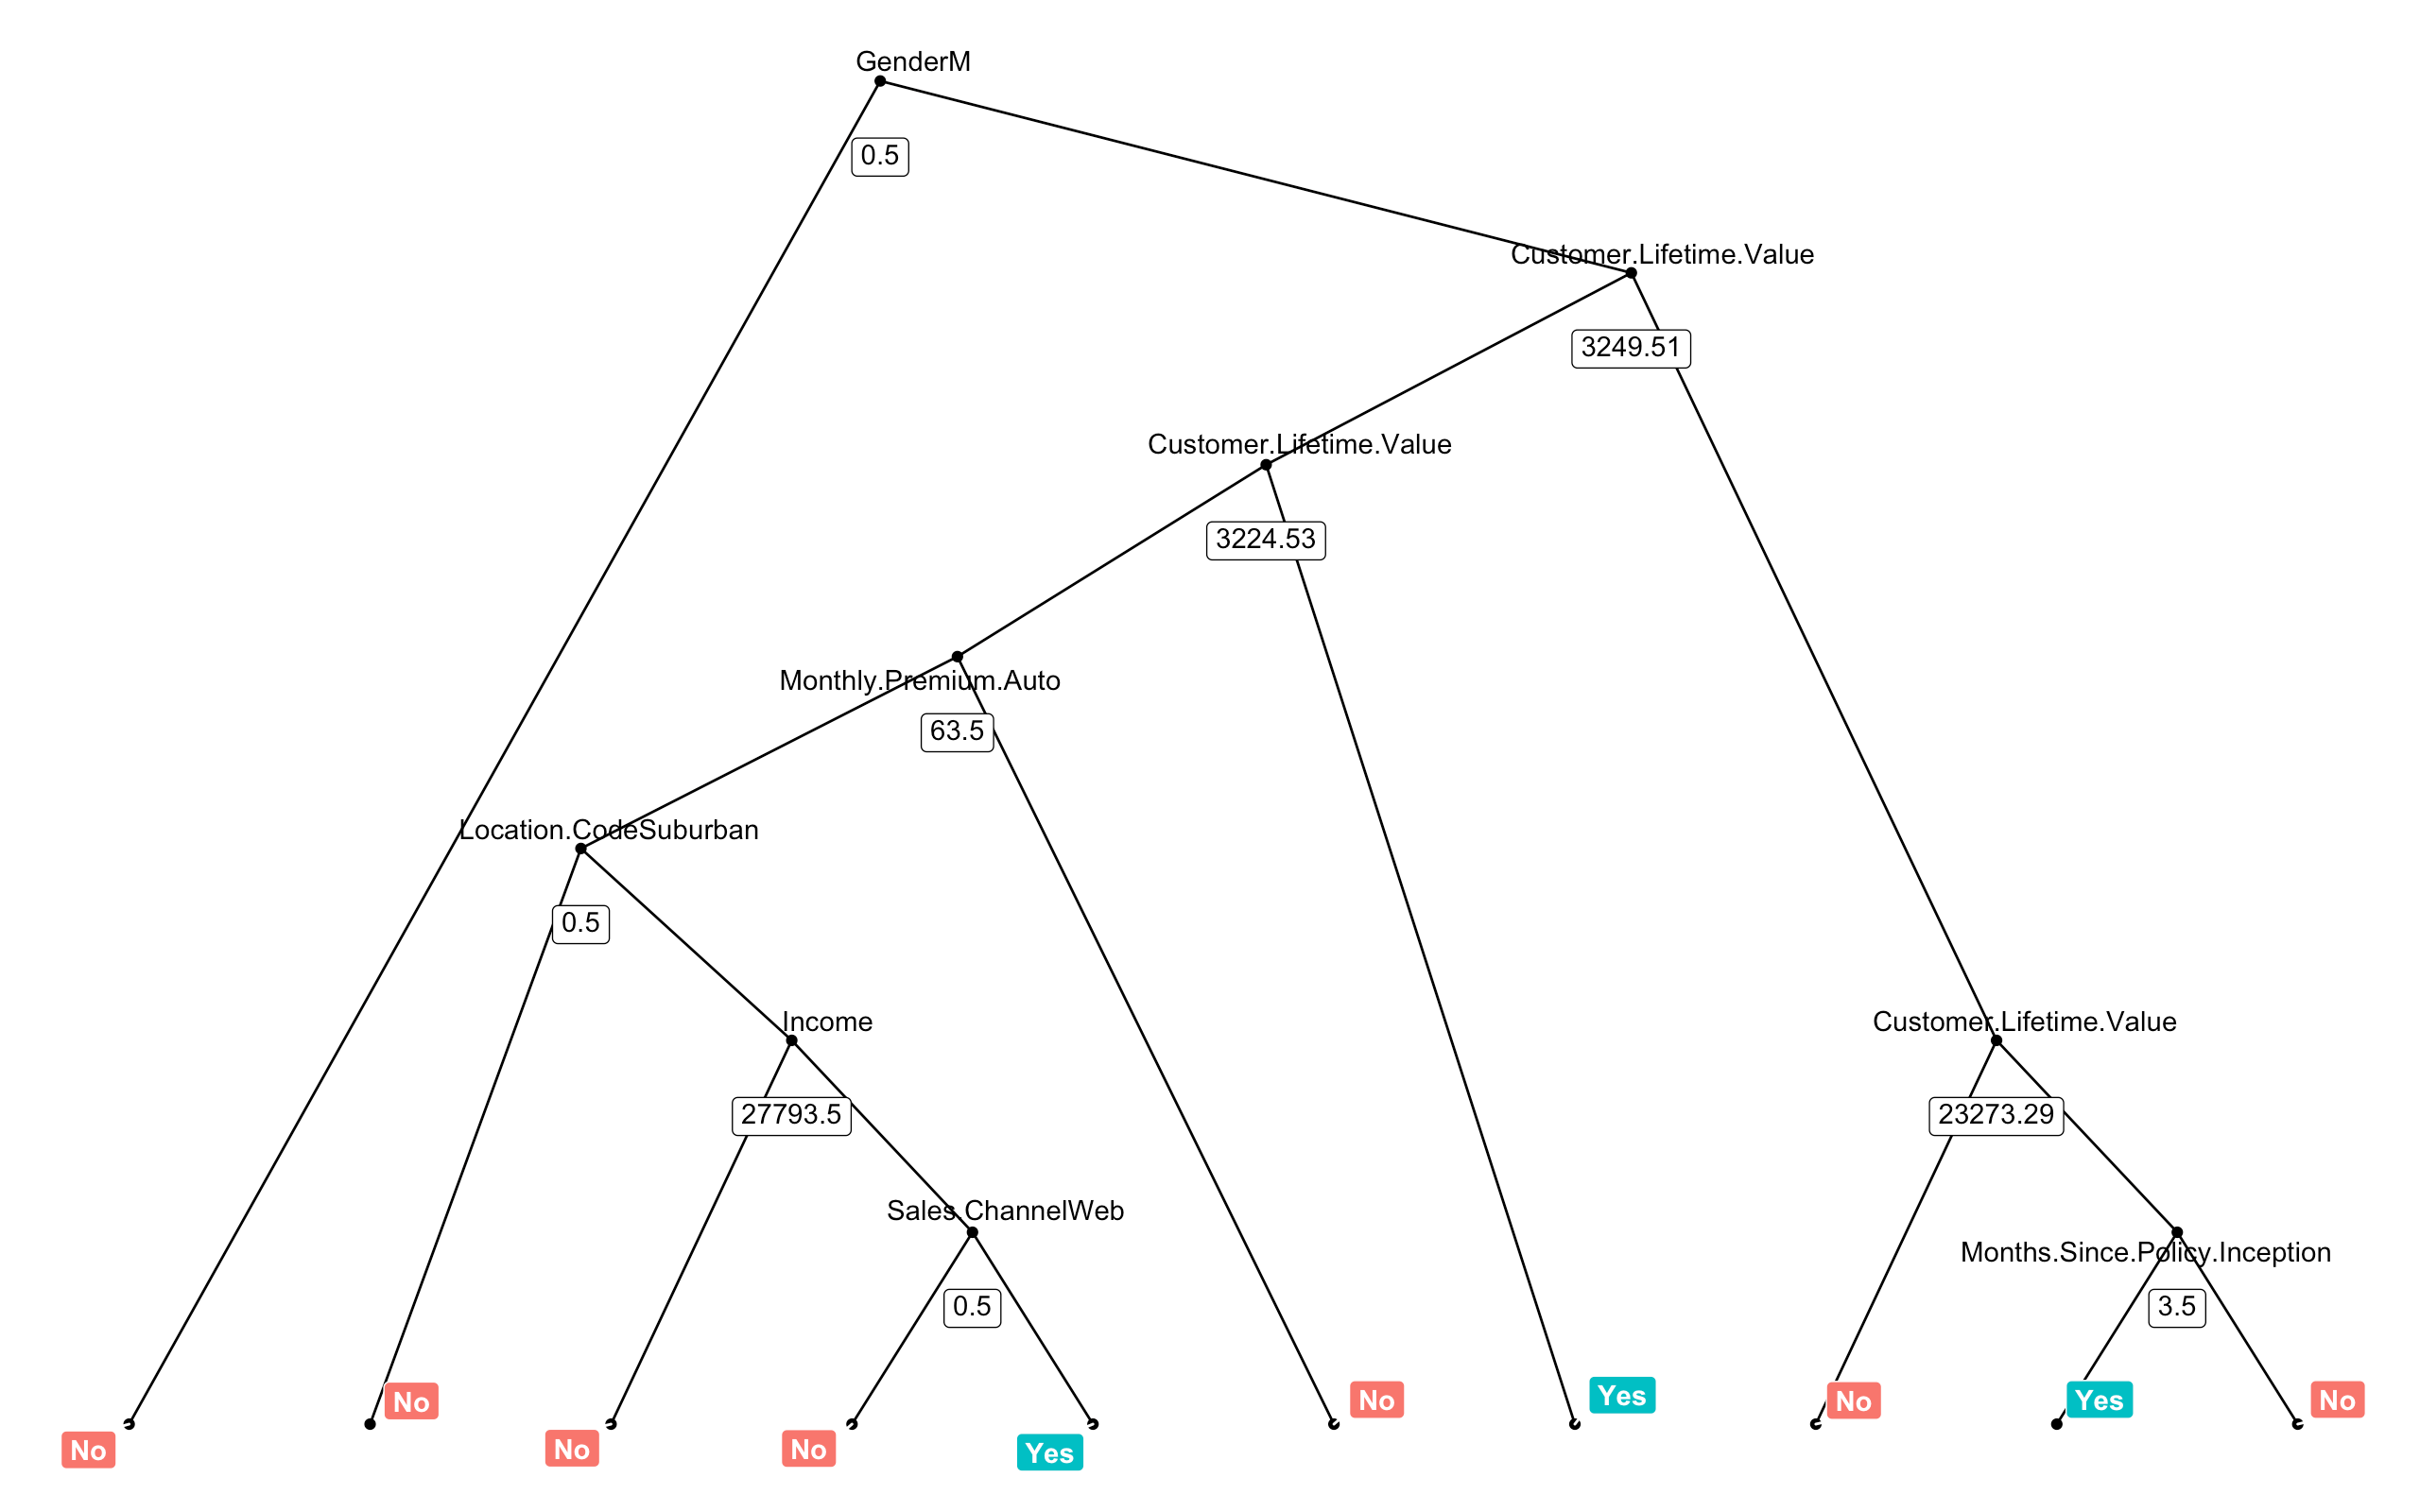 GenderM
0.5
Customer.Lifetime.Value
3249.51
Customer.Lifetime.Value
3224.53
Monthly.Premium.Auto
63.5
Location.CodeSuburban
0.5
Income
Customer.Lifetime.Value
27793.5
23273.29
Sales.ChannelWeb
Months.Since.Policy.Inception
0.5
3.5
No
No
No
No
Yes
No
Yes
No
Yes
No